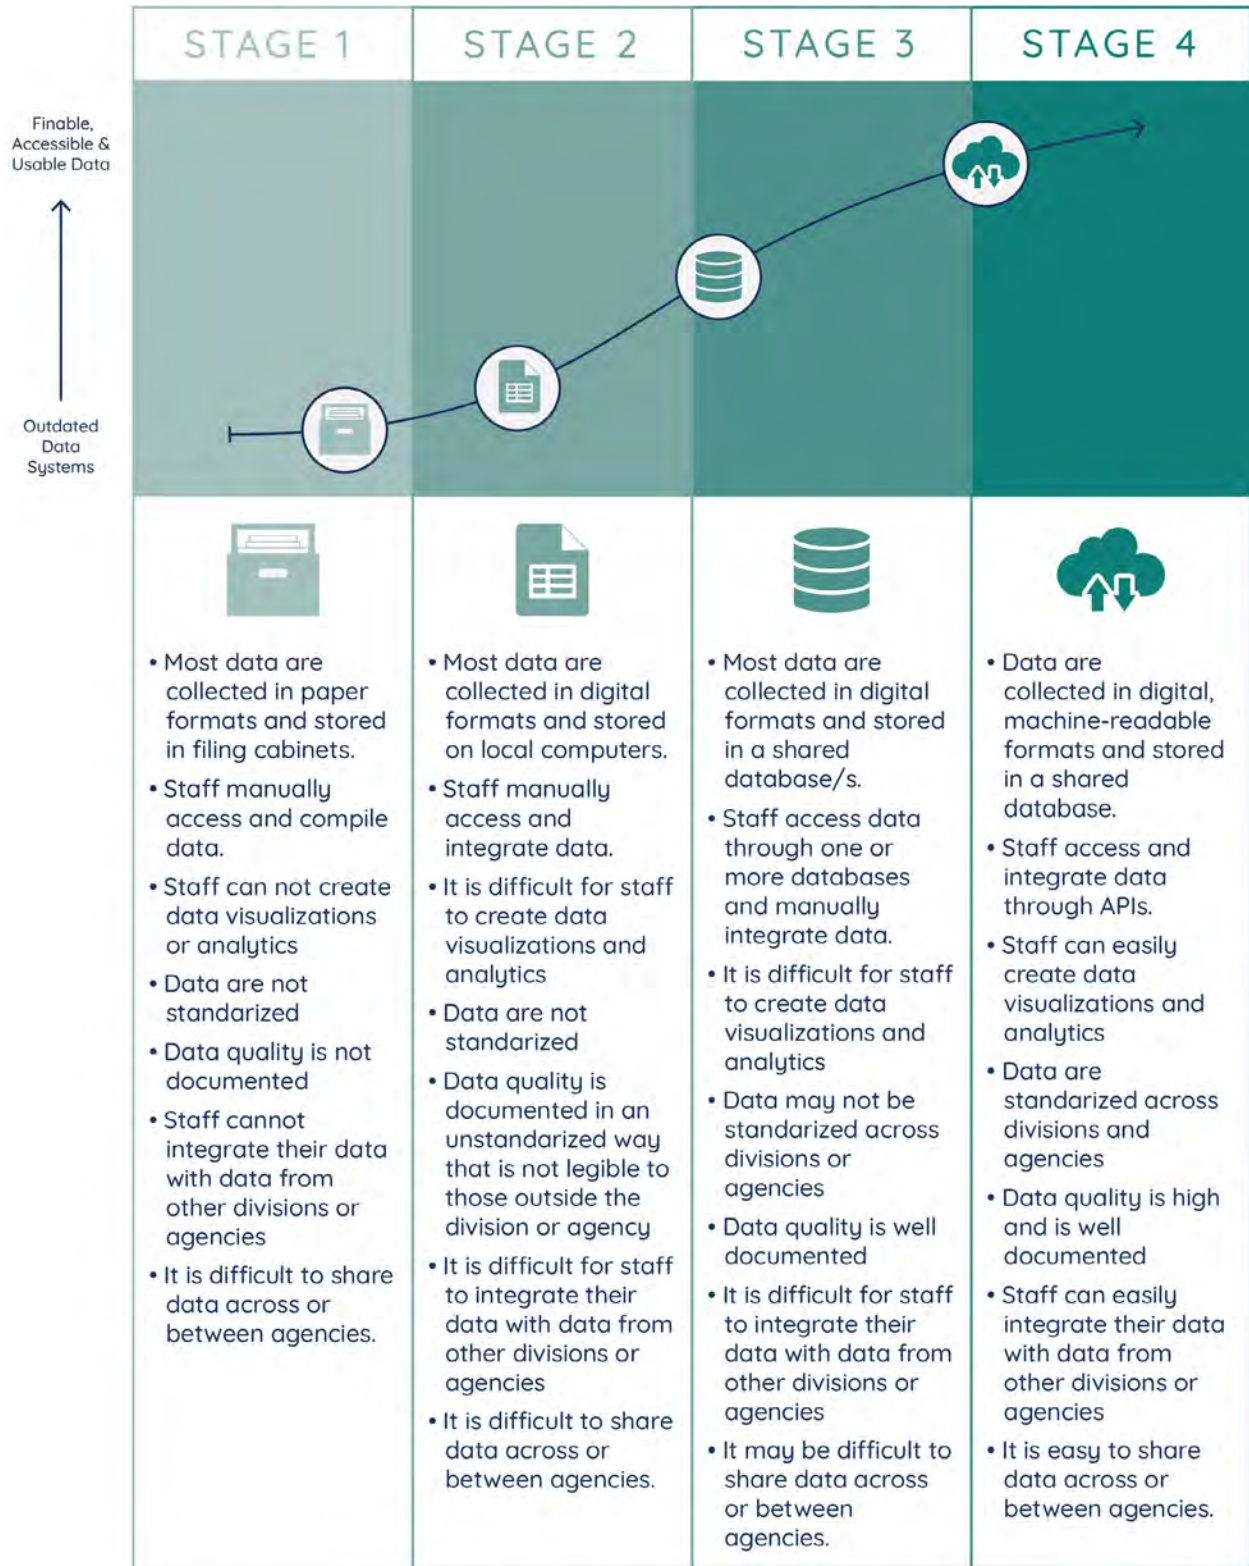 STAGE 1
STAGE 2
STAGE 3
STAGE 4
Finable,
Accessible &
Usable Data
Outdated
Data
Systems
• Most data are
collected in paper
formats and stored
in filing cabinets.
• Staff manually
access and compile
data.
• Staff can not create
data visualizations
or analytics
• Data are not
standarized
• Data quality is not
documented
• Staff cannot
integrate their data
with data from
other divisions or
agencies
• It is difficult to share
data across or
between agencies.
• Most data are
collected in digital
formats and stored
on local computers.
• Staff manually
access and
integrate data.
• It is difficult for staff
to create data
visualizations and
analytics
• Data are not
standarized
• Data quality is
documented in an
unstandarized way
that is not legible to
those outside the
division or agency
• It is difficult for staff
to integrate their
data with data from
other divisions or
agencies
• It is difficult to share
data across or
between agencies.
• Most data are
collected in digital
formats and stored
in a shared
database/s.
• Staff access data
through one or
more databases
and manually
integrate data.
• It is difficult for staff
to create data
visualizations and
analytics
• Data may not be
standarized across
divisions or
agencies
• Data quality is well
documented
• It is difficult for staff
to integrate their
data with data from
other divisions or
agencies
• It may be difficult to
share data across
or between
agencies.
• Data are
collected in digital,
machine-readable
formats and stored
in a shared
database.
• Staff access and
integrate data
through APIs.
• Staff can easily
create data
visualizations and
analytics
• Data are
standarized across
divisions and
agencies
• Data quality is high
and is well
documented
• Staff can easily
integrate their data
with data from
other divisions or
agencies
• It is easy to share
data across or
between agencies.